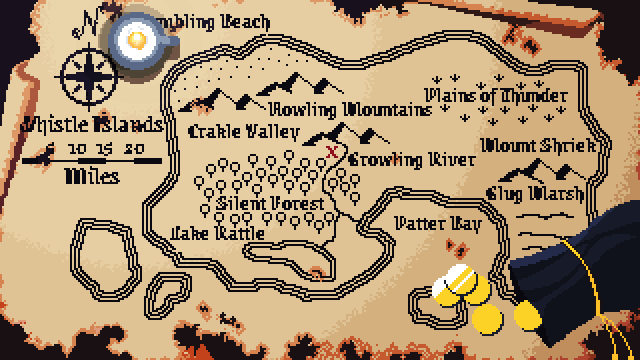 N
mbling Beach
Plains of Thunder
Howling Mountains
Whistle Islands
Crakle Valley
5 10 15 20
Miles
X
Mount Shriek
Growling River
Glug Marsh
Silent Forest
Patter Bay
Lake Rattle